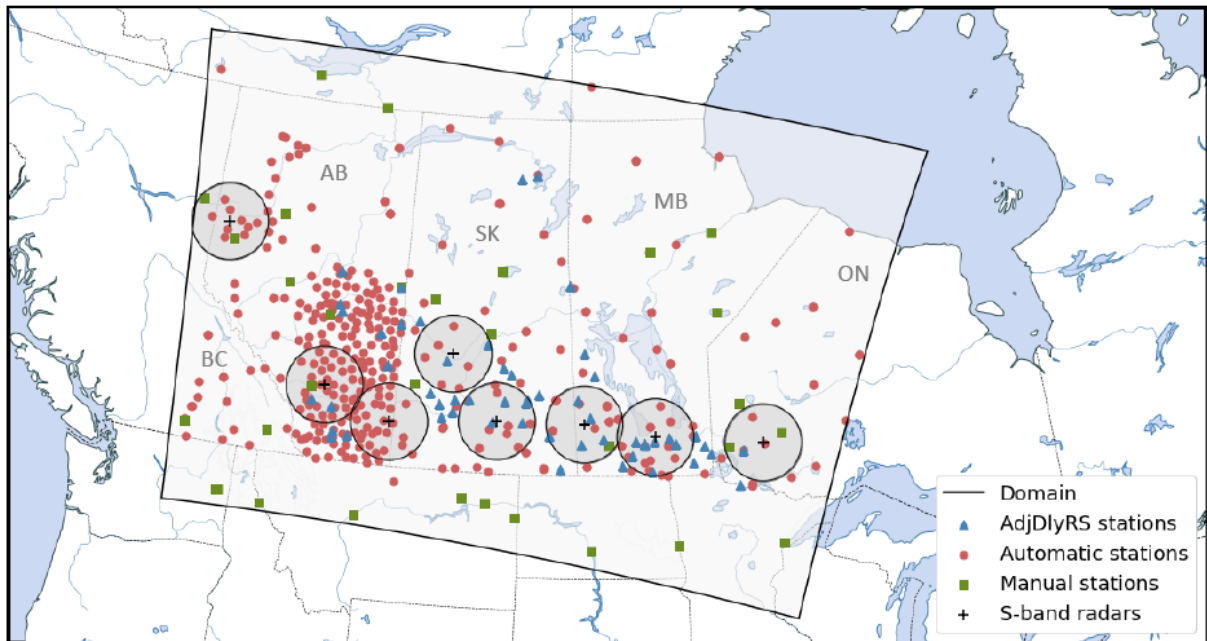 AB
MB
SK
ON
BC
Domain
AdjDlyRS stations
Automatic stations
Manual stations
S-band radars